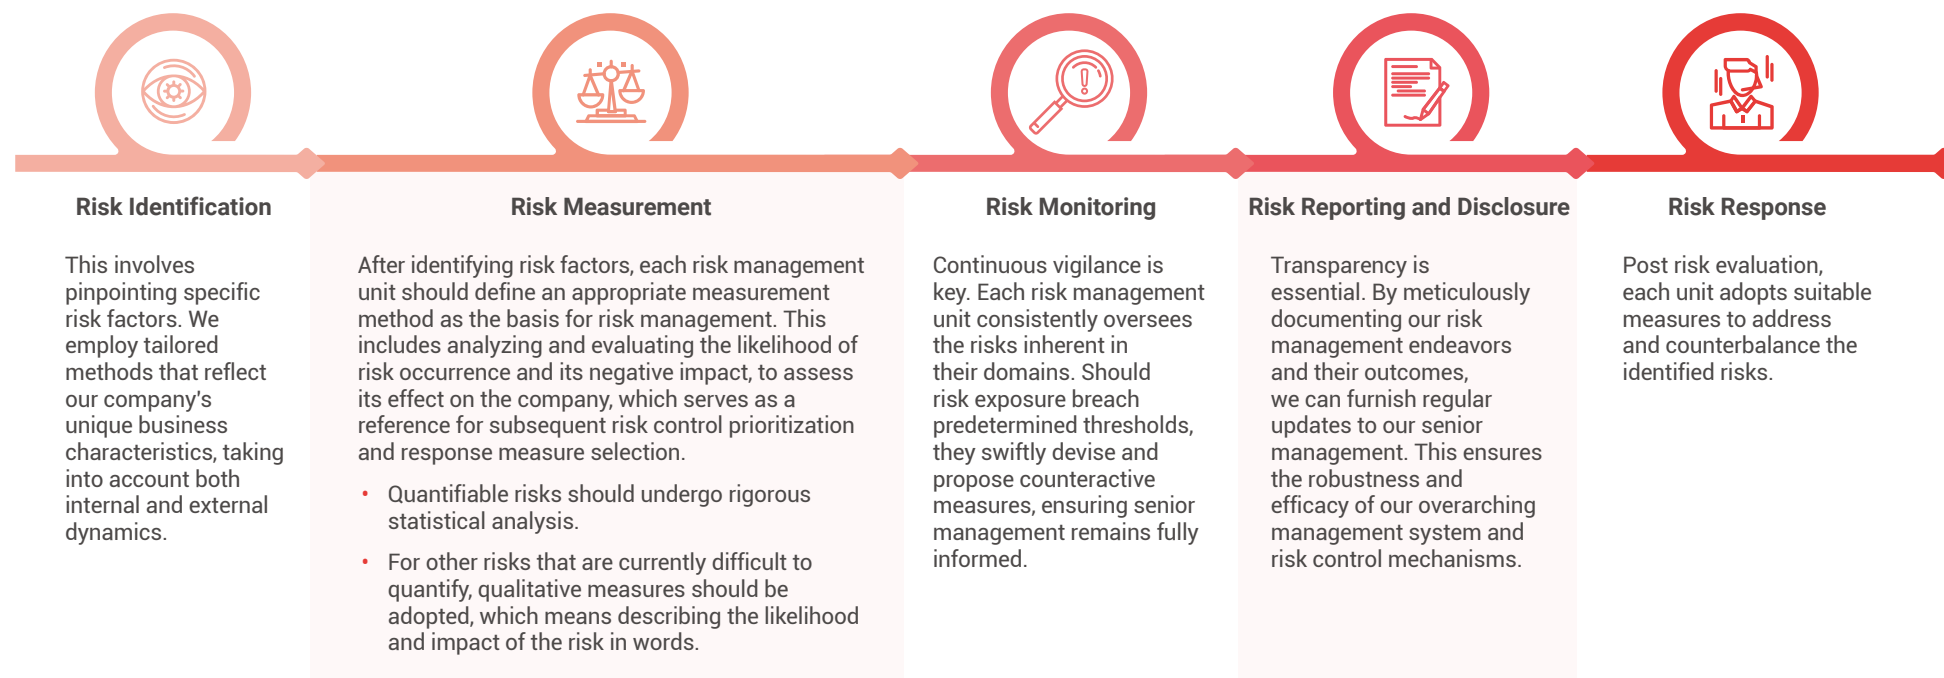 Risk Identification
This involves
pinpointing specific
risk factors. We
employ tailored
methods that reflect
our company's
unique business
characteristics, taking
into account both
internal and external
dynamics.
Risk Measurement
After identifying risk factors, each risk management
unit should define an appropriate measurement
method as the basis for risk management. This
includes analyzing and evaluating the likelihood of
risk occurrence and its negative impact, to assess
its effect on the company, which serves as a
reference for subsequent risk control prioritization
and response measure selection.
• Quantifiable risks should undergo rigorous
statistical analysis.
• For other risks that are currently difficult to
quantify, qualitative measures should be
adopted, which means describing the likelihood
and impact of the risk in words.
Risk Monitoring
Continuous vigilance is
key. Each risk management
unit consistently oversees
the risks inherent in
their domains. Should
risk exposure breach
predetermined thresholds,
they swiftly devise and
propose counteractive
measures, ensuring senior
management remains fully
informed.
Risk Reporting and Disclosure
Transparency is
essential. By meticulously
documenting our risk
management endeavors
and their outcomes,
we can furnish regular
updates to our senior
management. This ensures
the robustness and
efficacy of our overarching
management system and
risk control mechanisms.
Risk Response
Post risk evaluation,
each unit adopts suitable
measures to address
and counterbalance the
identified risks.